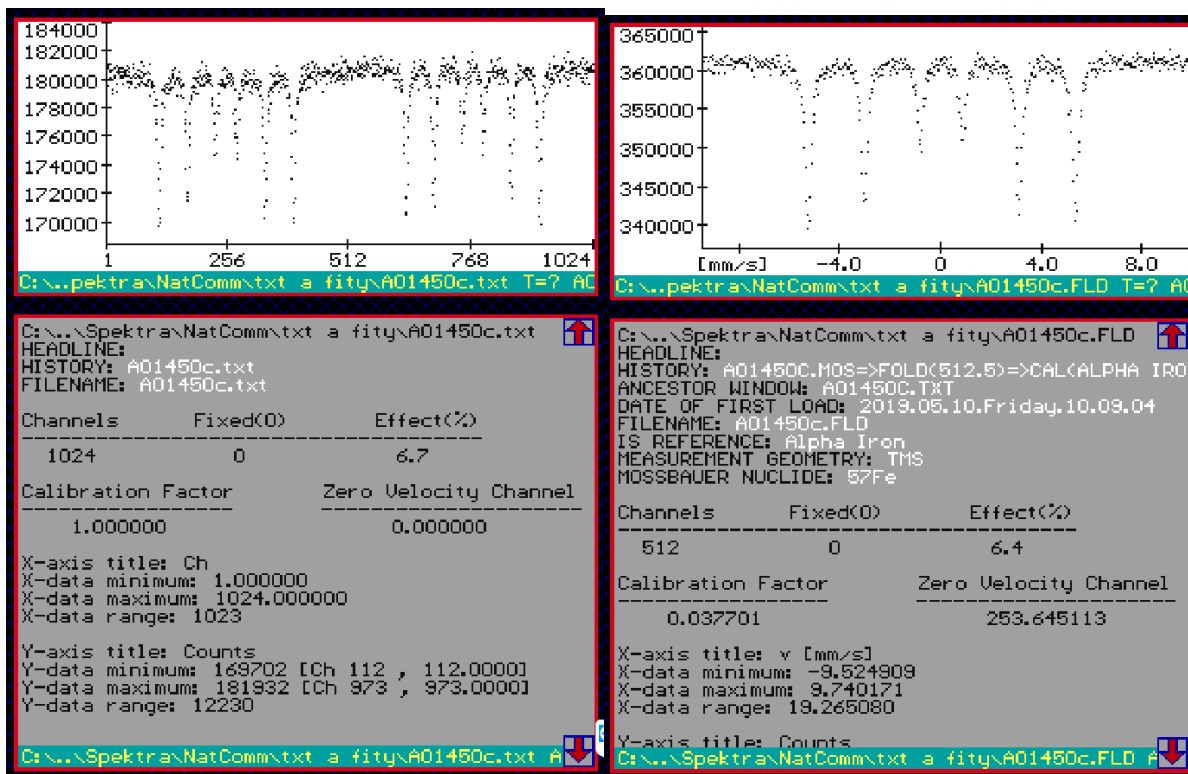 184000
182000
180000
178000
176000
174000
172000
170000
1 256 512 768 1024
C:\..pektra\NatComm\txt a fity\A01450c.txt T=? AC
365000
360000
355000
350000
345000
340000
[mm/s] -4.0 0 4.0 8.0
C:\..pektra\NatComm\txt a fity\A01450c.FLD T=? AC
C:\..\Spektra\NatComm\txt a fity\A01450c.txt
HEADLINE:
HISTORY: A01450c.txt
FILENAME: A01450c.txt
Channels Fixed(0) Effect(%)
1024 0 6.7
Calibration Factor Zero Velocity Channel
1.000000 0.000000
X-axis title: Ch
X-data minimum: 1.000000
X-data maximum: 1024.000000
X-data range: 1023
Y-axis title: Counts
Y-data minimum: 169702 [Ch 112 , 112.0000]
Y-data maximum: 181932 [Ch 973 , 973.0000]
Y-data range: 12230
C:\..\Spektra\NatComm\txt a fity\A01450c.txt A
C:\..\Spektra\NatComm\txt a fity\A01450c.FLD
HEADLINE:
HISTORY: A01450C.MOS=>FOLD(512.5)=>CAL(ALPHA IRO
ANCESTOR WINDOW: A01450C.TXT
DATE OF FIRST LOAD: 2019.05.10.Friday.10.09.04
FILENAME: A01450c.FLD
IS REFERENCE: Alpha Iron
MEASUREMENT GEOMETRY: TMS
MOSSBAUER NUCLIDE: 57Fe
Channels Fixed(0) Effect(%)
512 0 6.4
Calibration Factor Zero Velocity Channel
0.037701 253.645113
X-axis title: v [mm/s]
X-data minimum: -9.524909
X-data maximum: 9.740171
X-data range: 19.265080
Y-axis title: Counts
C:\..\Spektra\NatComm\txt a fity\A01450c.FLD A